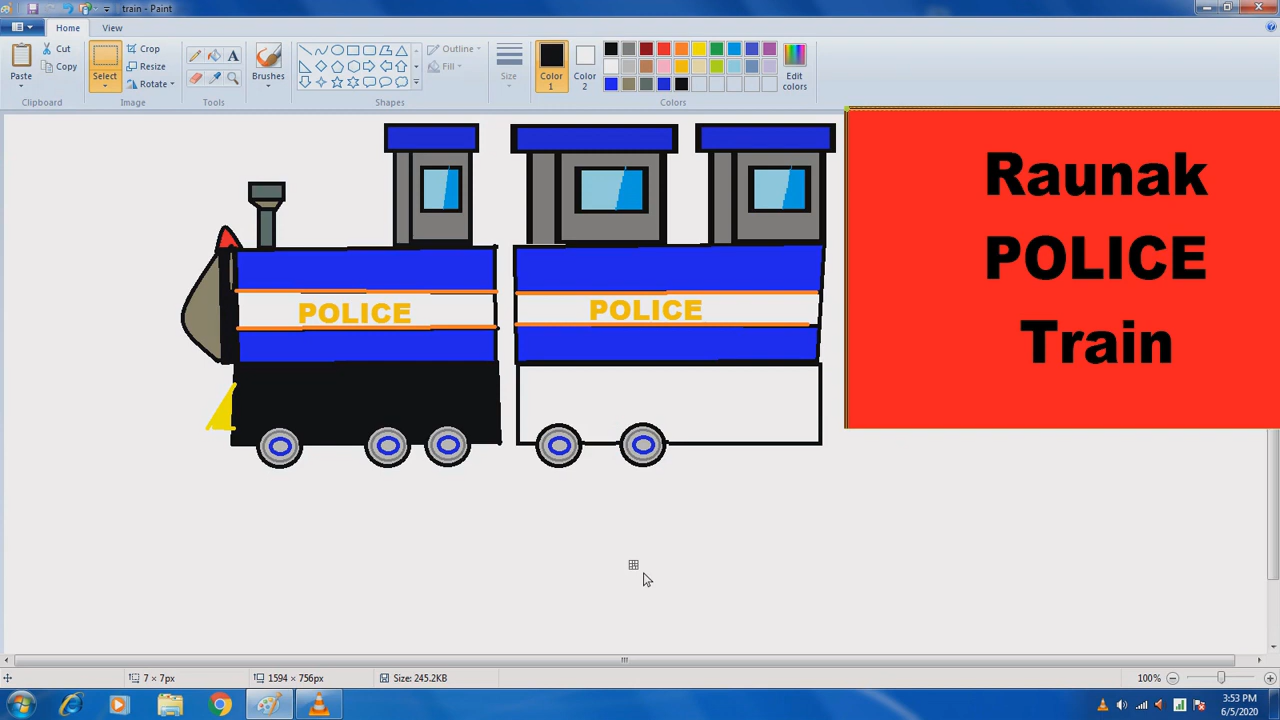 train - Paint
Home
View
Paste
Cut
Copy
Clipboard
Select
Crop
Resize
Rotate
Image
Tools
Brushes
Shapes
Outline
Fill
Size
Color 1
Color 2
Edit colors
Colors
Raunak
POLICE
Train
POLICE
POLICE
7 × 7px
1594 × 756px
Size: 245.2KB
100%
3:53 PM
6/5/2020